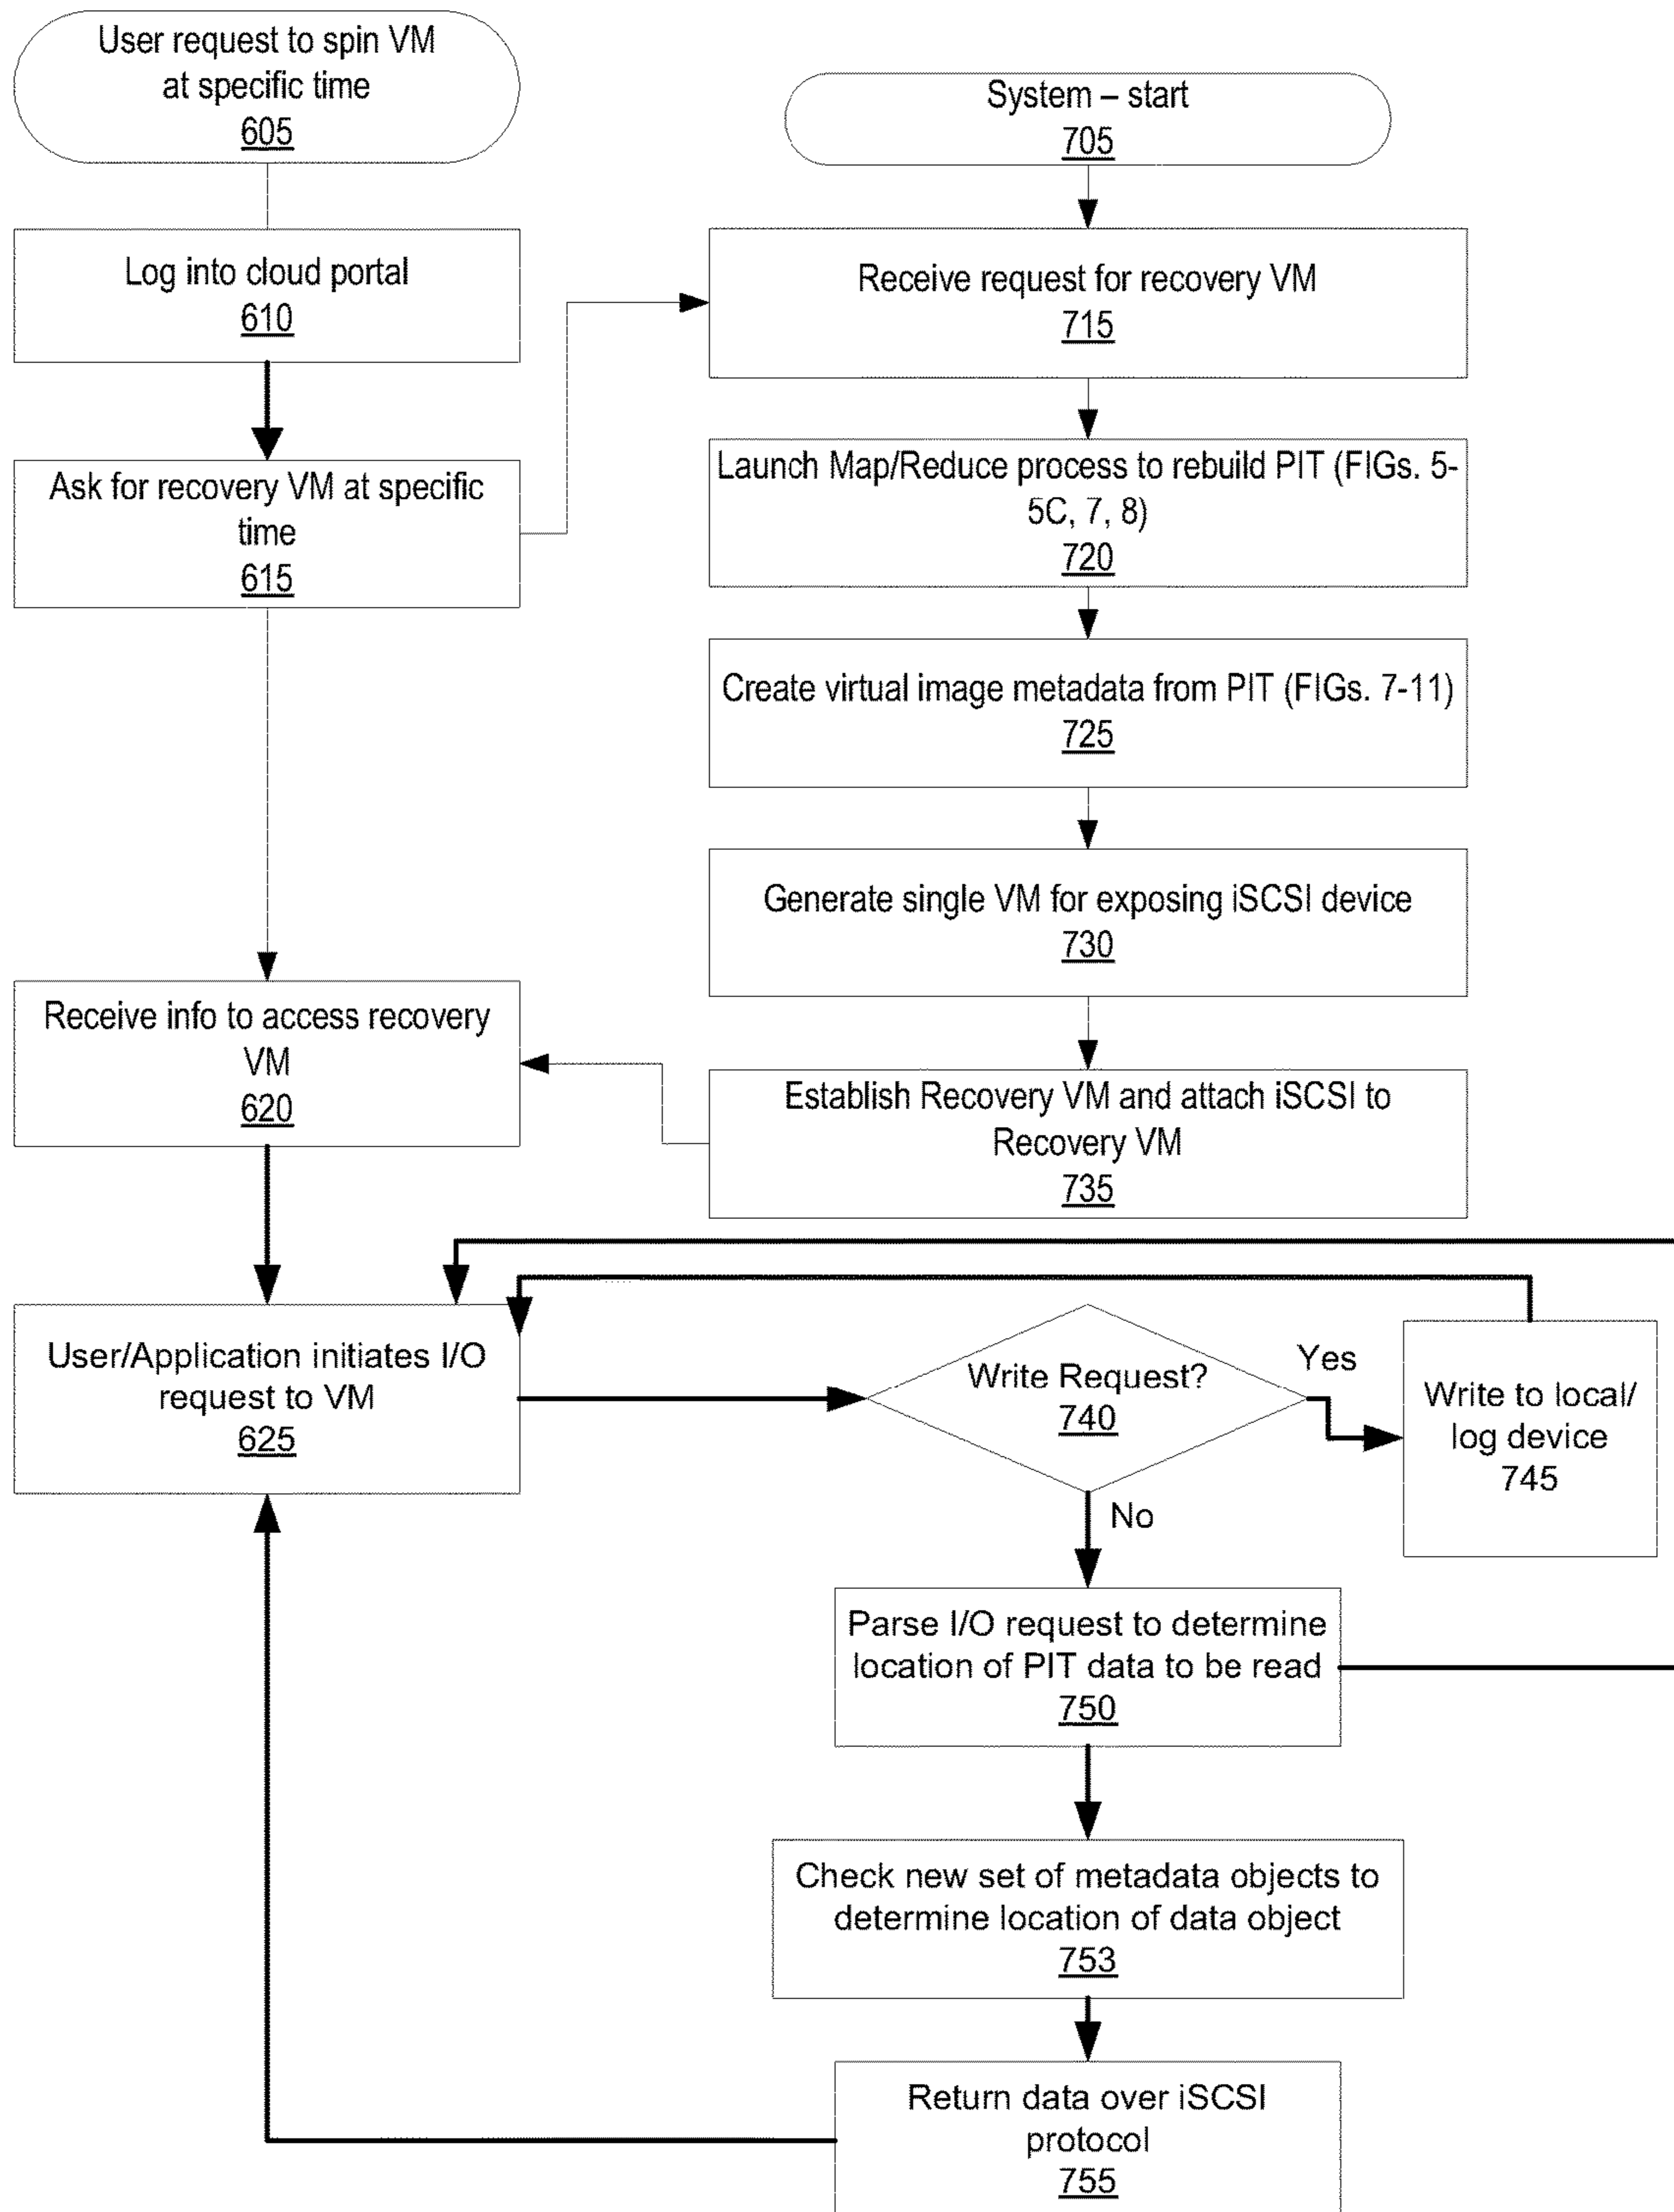 User request to spin VM
at specific time
605
System – start
705
Log into cloud portal
610
Receive request for recovery VM
715
Ask for recovery VM at specific
time
615
Launch Map/Reduce process to rebuild PIT (FIGs. 5-
5C, 7, 8)
720
Create virtual image metadata from PIT (FIGs. 7-11)
725
Generate single VM for exposing iSCSI device
730
Receive info to access recovery
VM
620
Establish Recovery VM and attach iSCSI to
Recovery VM
735
User/Application initiates I/O
request to VM
625
Write Request?
740
Yes
Write to local/
log device
745
No
Parse I/O request to determine
location of PIT data to be read
750
Check new set of metadata objects to
determine location of data object
753
Return data over iSCSI
protocol
755